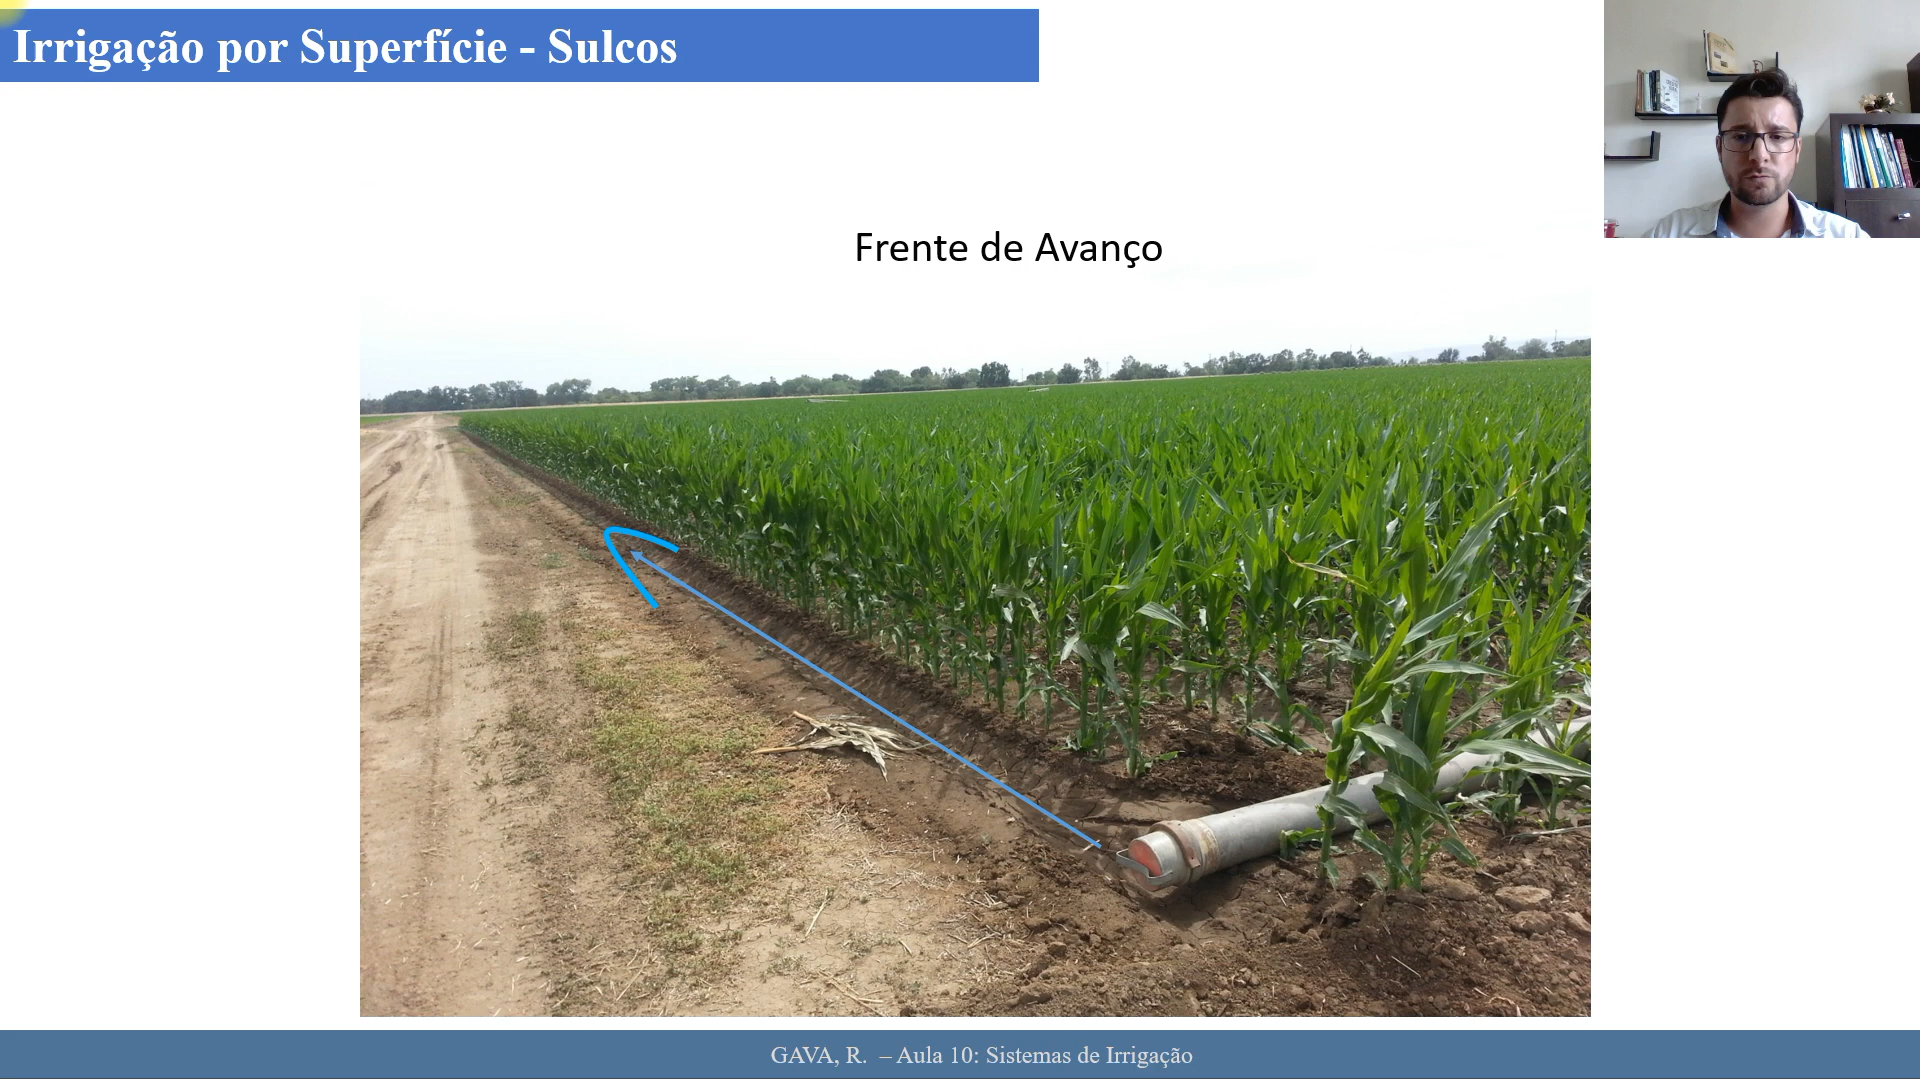 Irrigação por Superfície - Sulcos
Frente de Avanço
GAVA, R. – Aula 10: Sistemas de Irrigação